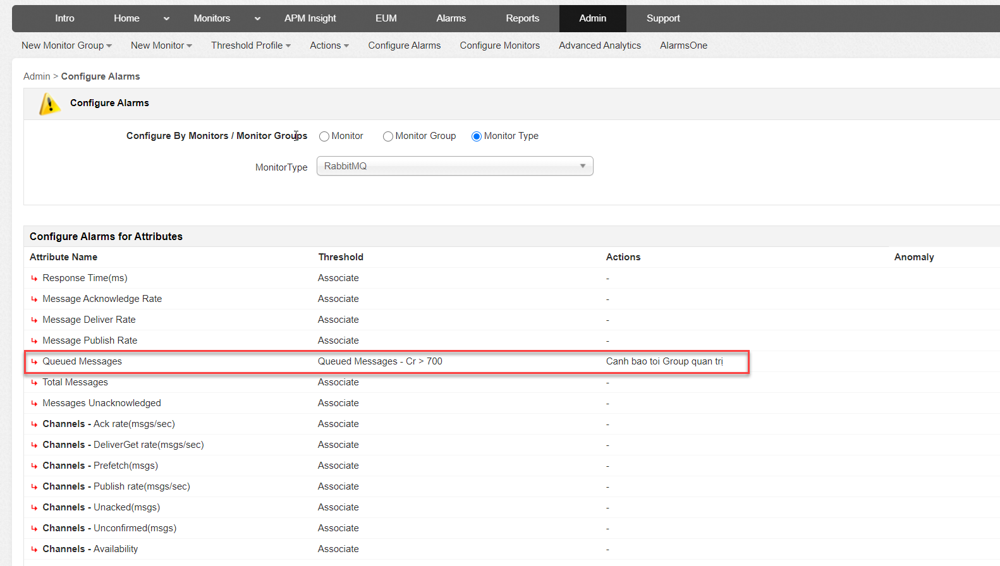 Intro Home Monitors APM Insight EUM Alarms Reports Admin Support
New Monitor Group New Monitor Threshold Profile Actions Configure Alarms Configure Monitors Advanced Analytics AlarmsOne
Admin > Configure Alarms
Configure Alarms
Configure By Monitors / Monitor Groups Monitor Monitor Group Monitor Type
MonitorType RabbitMQ
Configure Alarms for Attributes
Attribute Name Threshold Actions Anomaly
Response Time(ms) Associate -
Message Acknowledge Rate Associate -
Message Deliver Rate Associate -
Message Publish Rate Associate -
Queued Messages Queued Messages - Cr > 700 Canh bao toi Group quan trị
Total Messages Associate -
Messages Unacknowledged Associate -
Channels - Ack rate(msgs/sec) Associate -
Channels - DeliverGet rate(msgs/sec) Associate -
Channels - Prefetch(msgs) Associate -
Channels - Publish rate(msgs/sec) Associate -
Channels - Unacked(msgs) Associate -
Channels - Unconfirmed(msgs) Associate -
Channels - Availability Associate -